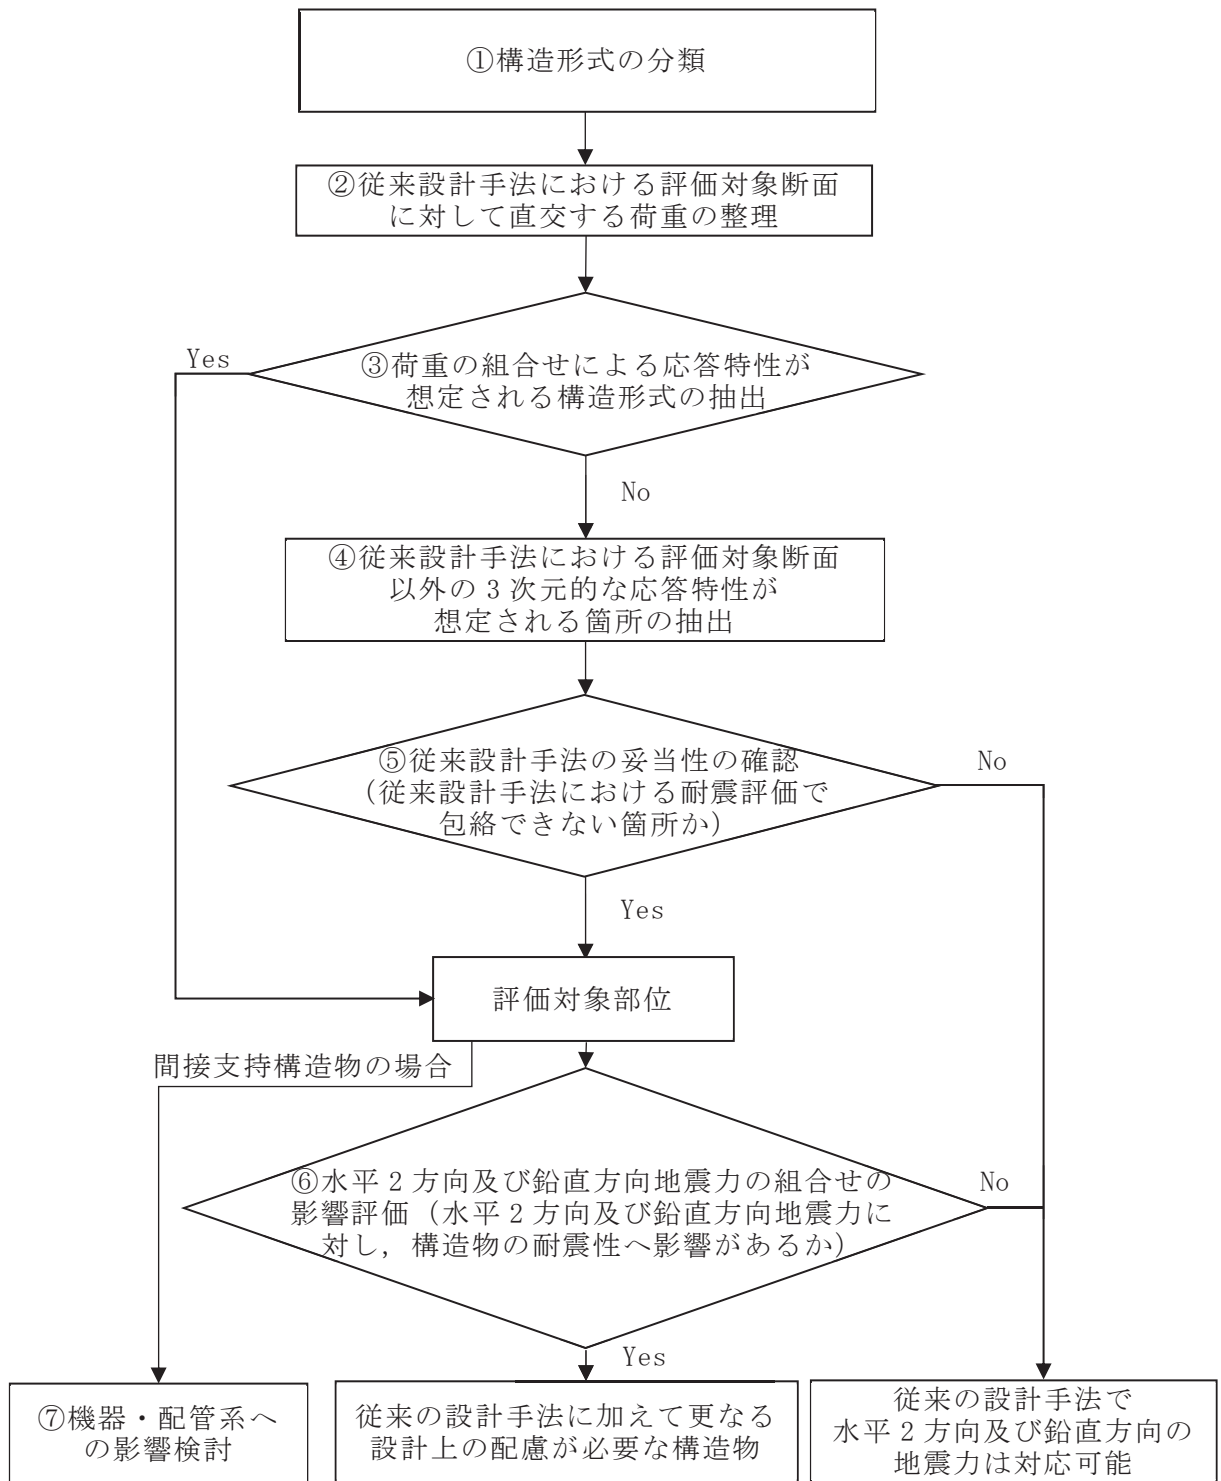 ①構造形式の分類
②従来設計手法における評価対象断面
に対して直交する荷重の整理
Yes
③荷重の組合せによる応答特性が
想定される構造形式の抽出
No
④従来設計手法における評価対象断面
以外の3次元的な応答特性が
想定される箇所の抽出
⑤従来設計手法の妥当性の確認
(従来設計手法における耐震評価で
包絡できない箇所か)
No
Yes
評価対象部位
間接支持構造物の場合
⑥水平2方向及び鉛直方向地震力の組合せの
影響評価(水平2方向及び鉛直方向地震力に
対し,構造物の耐震性へ影響があるか)
No
Yes
⑦機器・配管系へ
の影響検討
従来の設計手法に加えて更なる
設計上の配慮が必要な構造物
従来の設計手法で
水平2方向及び鉛直方向の
地震力は対応可能